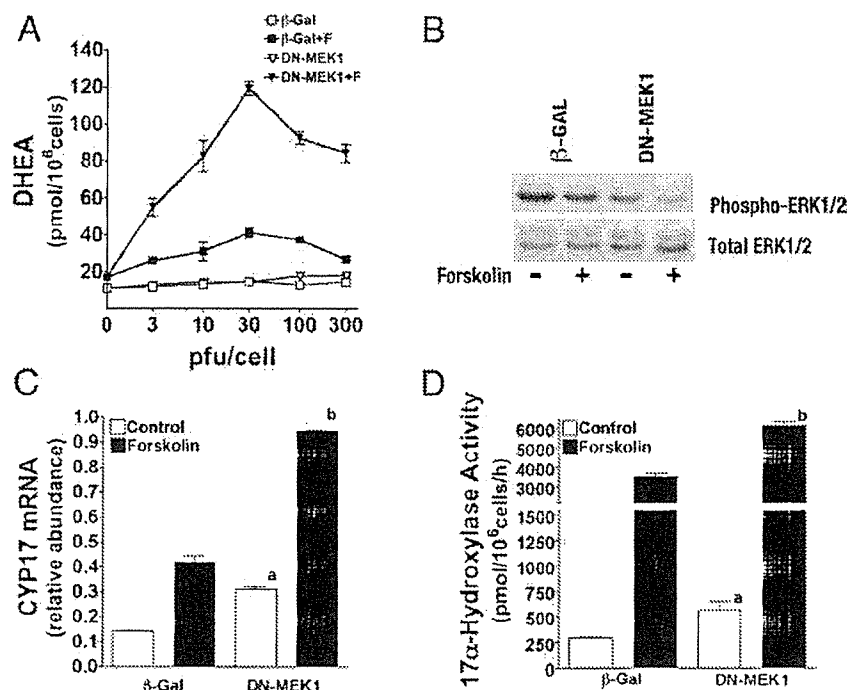 A
β-Gal
β-Gal+F
DN-MEK1
DN-MEK1+F
140
120
100
80
60
40
20
DHEA
(pmol/10⁶cells)
0 3 10 30 100 300
pfu/cell
B
β-GAL
DN-MEK1
Phospho-ERK1/2
Total ERK1/2
Forskolin - + - +
C
Control
Forskolin
1.0
0.9
0.8
0.7
0.6
0.5
0.4
0.3
0.2
0.1
0.0
CYP17 mRNA
(relative abundance)
a
b
β-Gal DN-MEK1
D
Control
Forskolin
6000
5000
4000
3000
1500
1250
1000
750
500
250
0
17α-Hydroxylase Activity
(pmol/10⁶cells/h)
a
b
β-Gal DN-MEK1